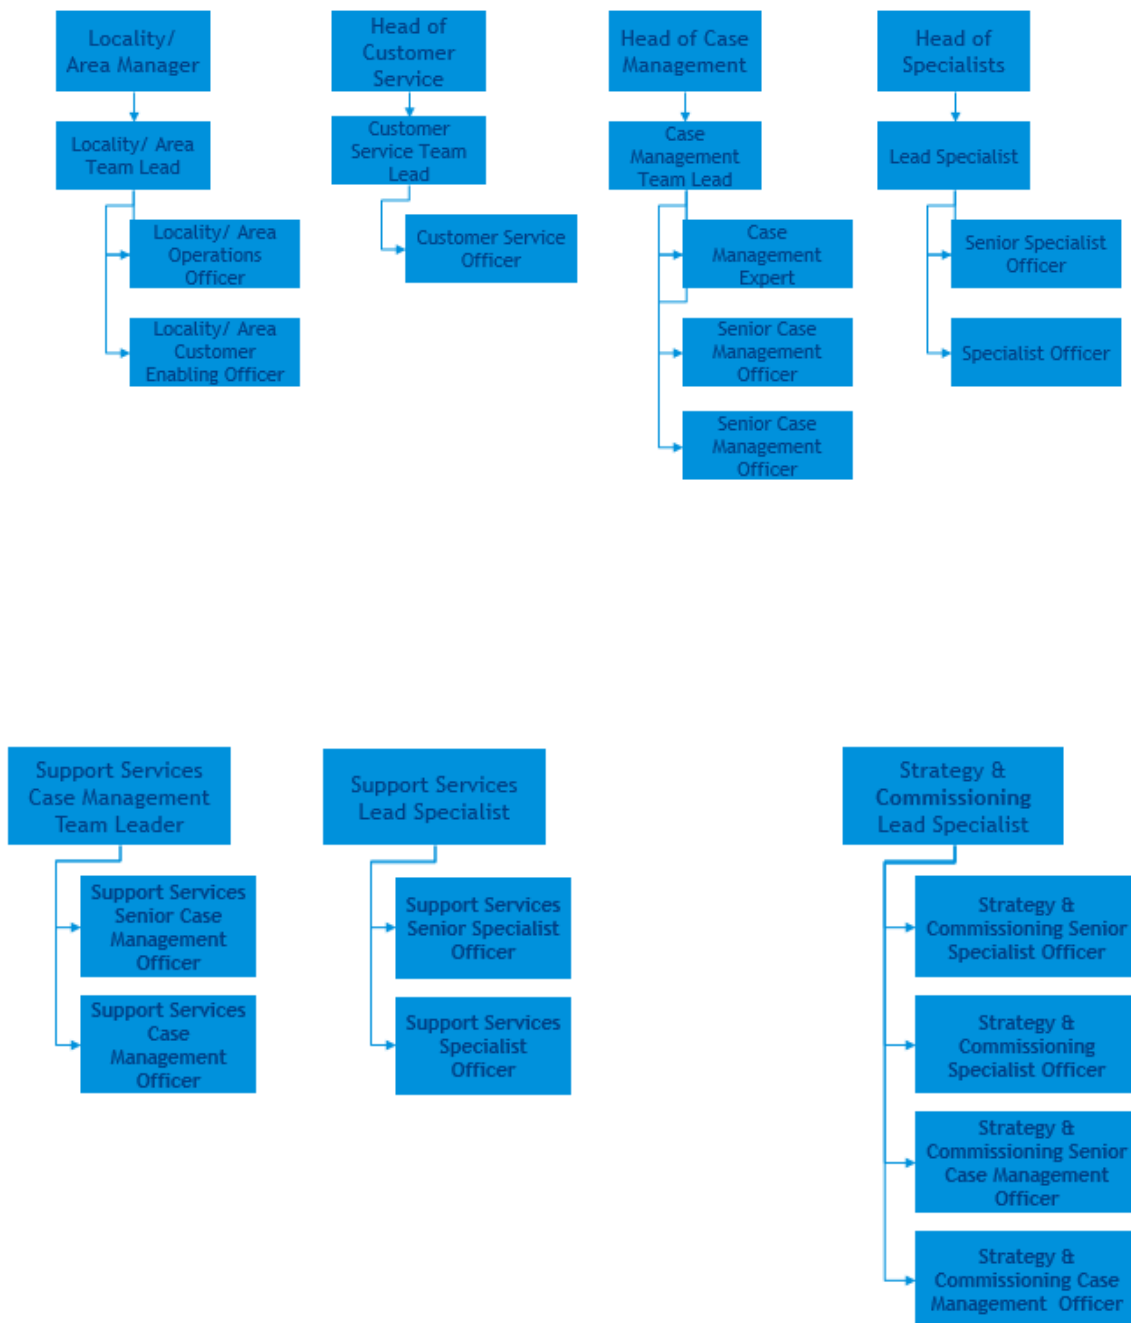 Locality/
Area Manager
Head of
Customer
Service
Head of Case
Management
Head of
Specialists
Locality/ Area
Team Lead
Customer
Service Team
Lead
Case
Management
Team Lead
Lead Specialist
Locality/ Area
Operations
Officer
Customer Service
Officer
Case
Management
Expert
Senior Specialist
Officer
Locality/ Area
Customer
Enabling Officer
Senior Case
Management
Officer
Specialist Officer
Senior Case
Management
Officer
Support Services
Case Management
Team Leader
Support Services
Lead Specialist
Strategy &
Commissioning
Lead Specialist
Support Services
Senior Case
Management
Officer
Support Services
Senior Specialist
Officer
Strategy &
Commissioning Senior
Specialist Officer
Support Services
Case
Management
Officer
Support Services
Specialist
Officer
Strategy &
Commissioning
Specialist Officer
Strategy &
Commissioning Senior
Case Management
Officer
Strategy &
Commissioning Case
Management Officer